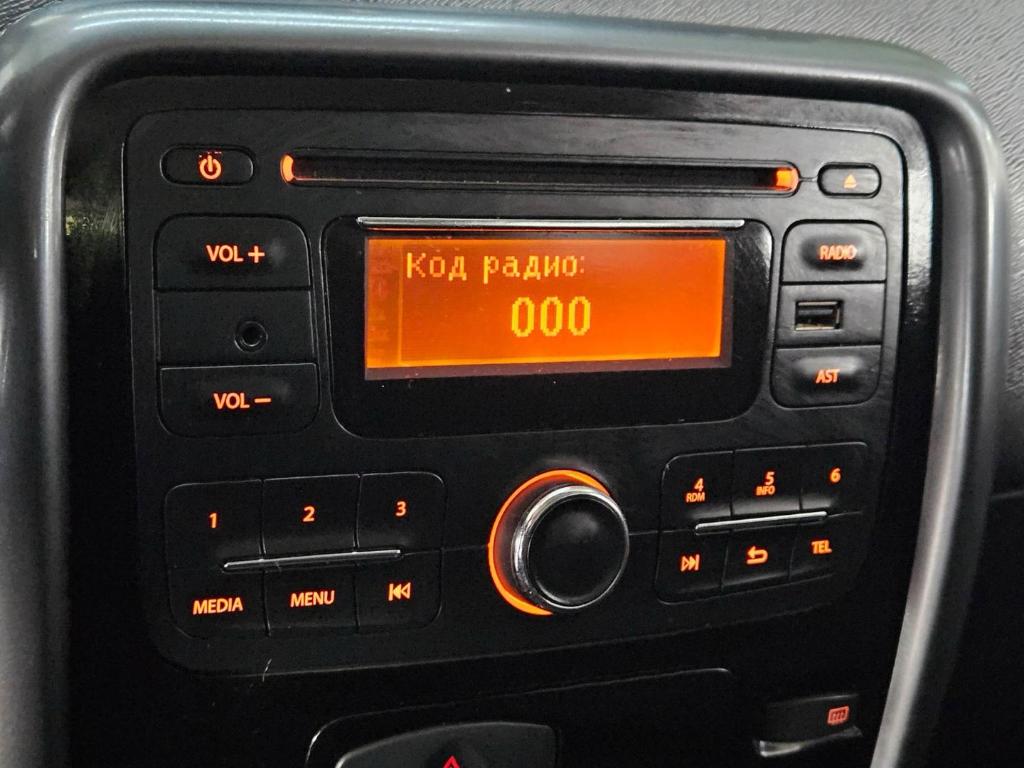 VOL +
Код радио:
000
RADIO
VOL −
AST
1
2
3
4
RDM
5
INFO
6
MEDIA
MENU
TEL